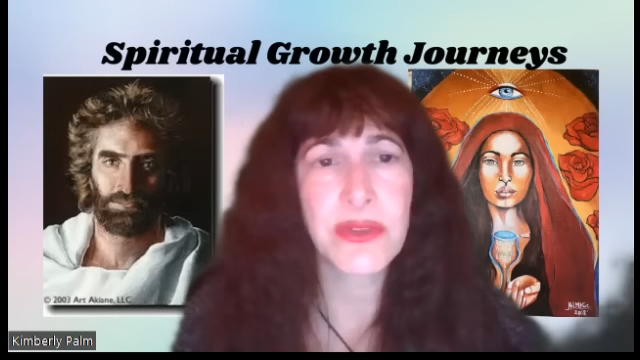 Spiritual Growth Journeys
© 2003 Art Akiane, LLC.
Kimberly Palm